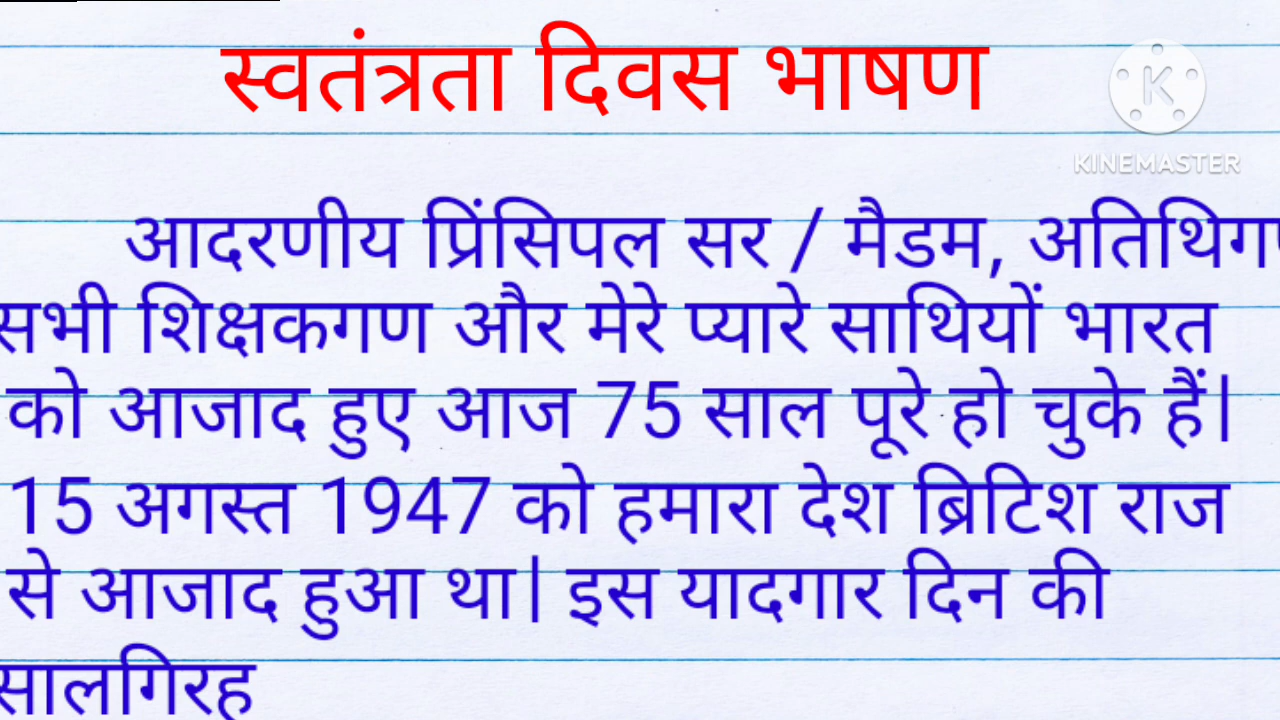 स्वतंत्रता दिवस भाषण
K
KINEMASTER
आदरणीय प्रिंसिपल सर / मैडम,
सभी शिक्षकगण और मेरे प्यारे साथियों भारत
को आजाद हुए आज 75 साल पूरे हो चुके हैं|
15 अगस्त 1947 को हमारा देश ब्रिटिश राज
से आजाद हुआ था| इस यादगार दिन की
सालगिरह